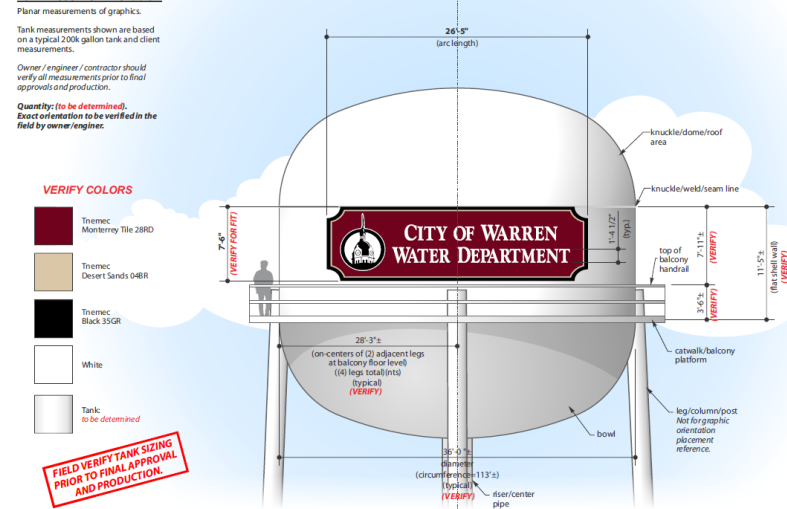 Planar measurements of graphics.
Tank measurements shown are based
on a typical 200k gallon tank and client
measurements.
Owner / engineer / contractor should
verify all measurements prior to final
approvals and production.
Quantity: (to be determined).
Exact orientation to be verified in the
field by owner/enginer.
VERIFY COLORS
Tnemec
Monterrey Tile 28RD
Tnemec
Desert Sands 04BR
Tnemec
Black 35GR
White
Tank:
to be determined
FIELD VERIFY TANK SIZING
PRIOR TO FINAL APPROVAL
AND PRODUCTION.
26'-5"
(arc length)
knuckle/dome/roof
area
knuckle/weld/seam line
7'-6"
(VERIFY FOR FIT)
CITY OF WARREN
WATER DEPARTMENT
1'-4 1/2"
(typ.)
top of
balcony
handrail
7'-11"±
(VERIFY)
3'-6"±
(VERIFY)
11'-5"±
(flat shell wall)
(VERIFY)
28'-3"±
(on-centers of (2) adjacent legs
at balcony floor level)
((4) legs total)(nts)
(typical)
(VERIFY)
catwalk/balcony
platform
leg/column/post
Not for graphic
orientation
placement
reference.
bowl
36'-0"±
diameter
(circumference=113'±)
(typical)
(VERIFY)
riser/center
pipe